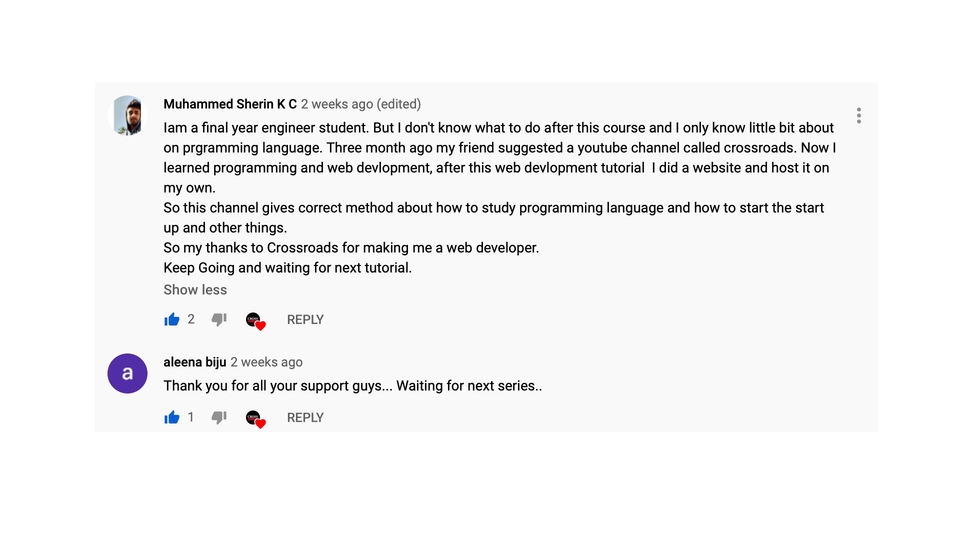 Muhammed Sherin K C 2 weeks ago (edited)
Iam a final year engineer student. But I don't know what to do after this course and I only know little bit about
on prgramming language. Three month ago my friend suggested a youtube channel called crossroads. Now I
learned programming and web devlopment, after this web devlopment tutorial  I did a website and host it on
my own.
So this channel gives correct method about how to study programming language and how to start the start
up and other things.
So my thanks to Crossroads for making me a web developer.
Keep Going and waiting for next tutorial.
Show less
2 REPLY
a
aleena biju 2 weeks ago
Thank you for all your support guys... Waiting for next series..
1 REPLY